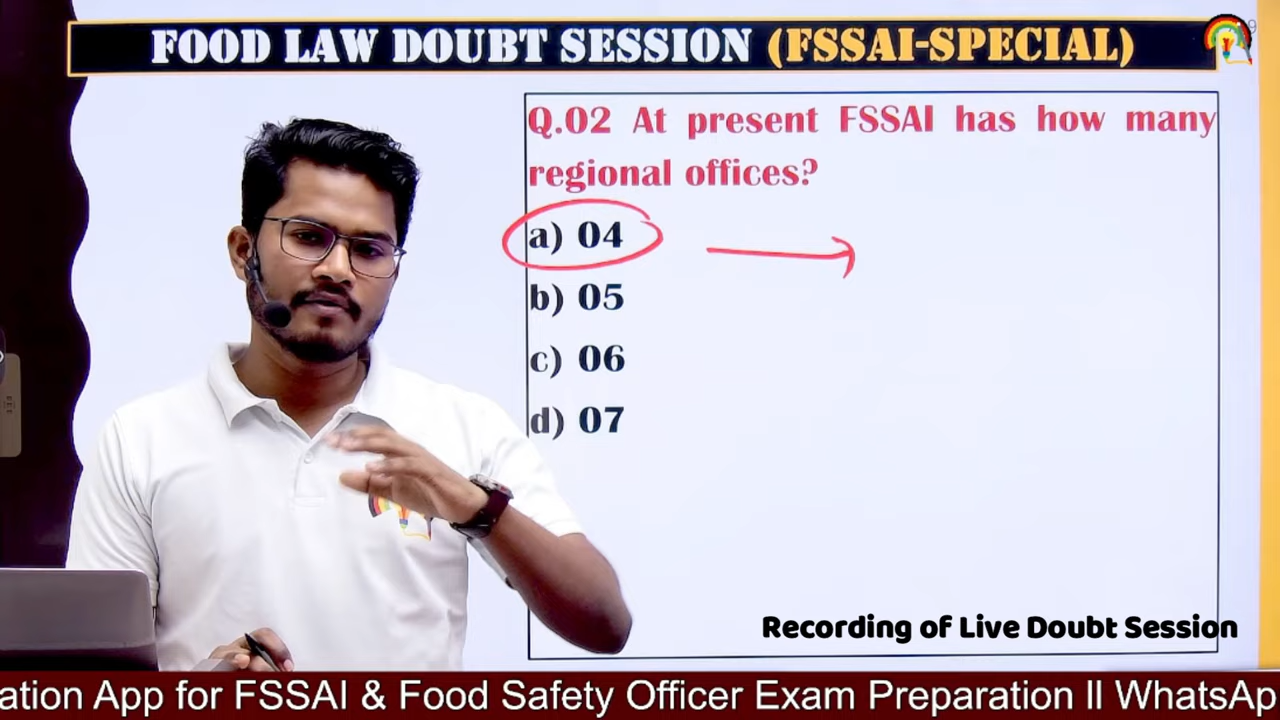 FOOD LAW DOUBT SESSION (FSSAI-SPECIAL)
Q.02 At present FSSAI has how many
regional offices?
a) 04
b) 05
c) 06
d) 07
Recording of Live Doubt Session
ation App for FSSAI & Food Safety Officer Exam Preparation ll WhatsAp